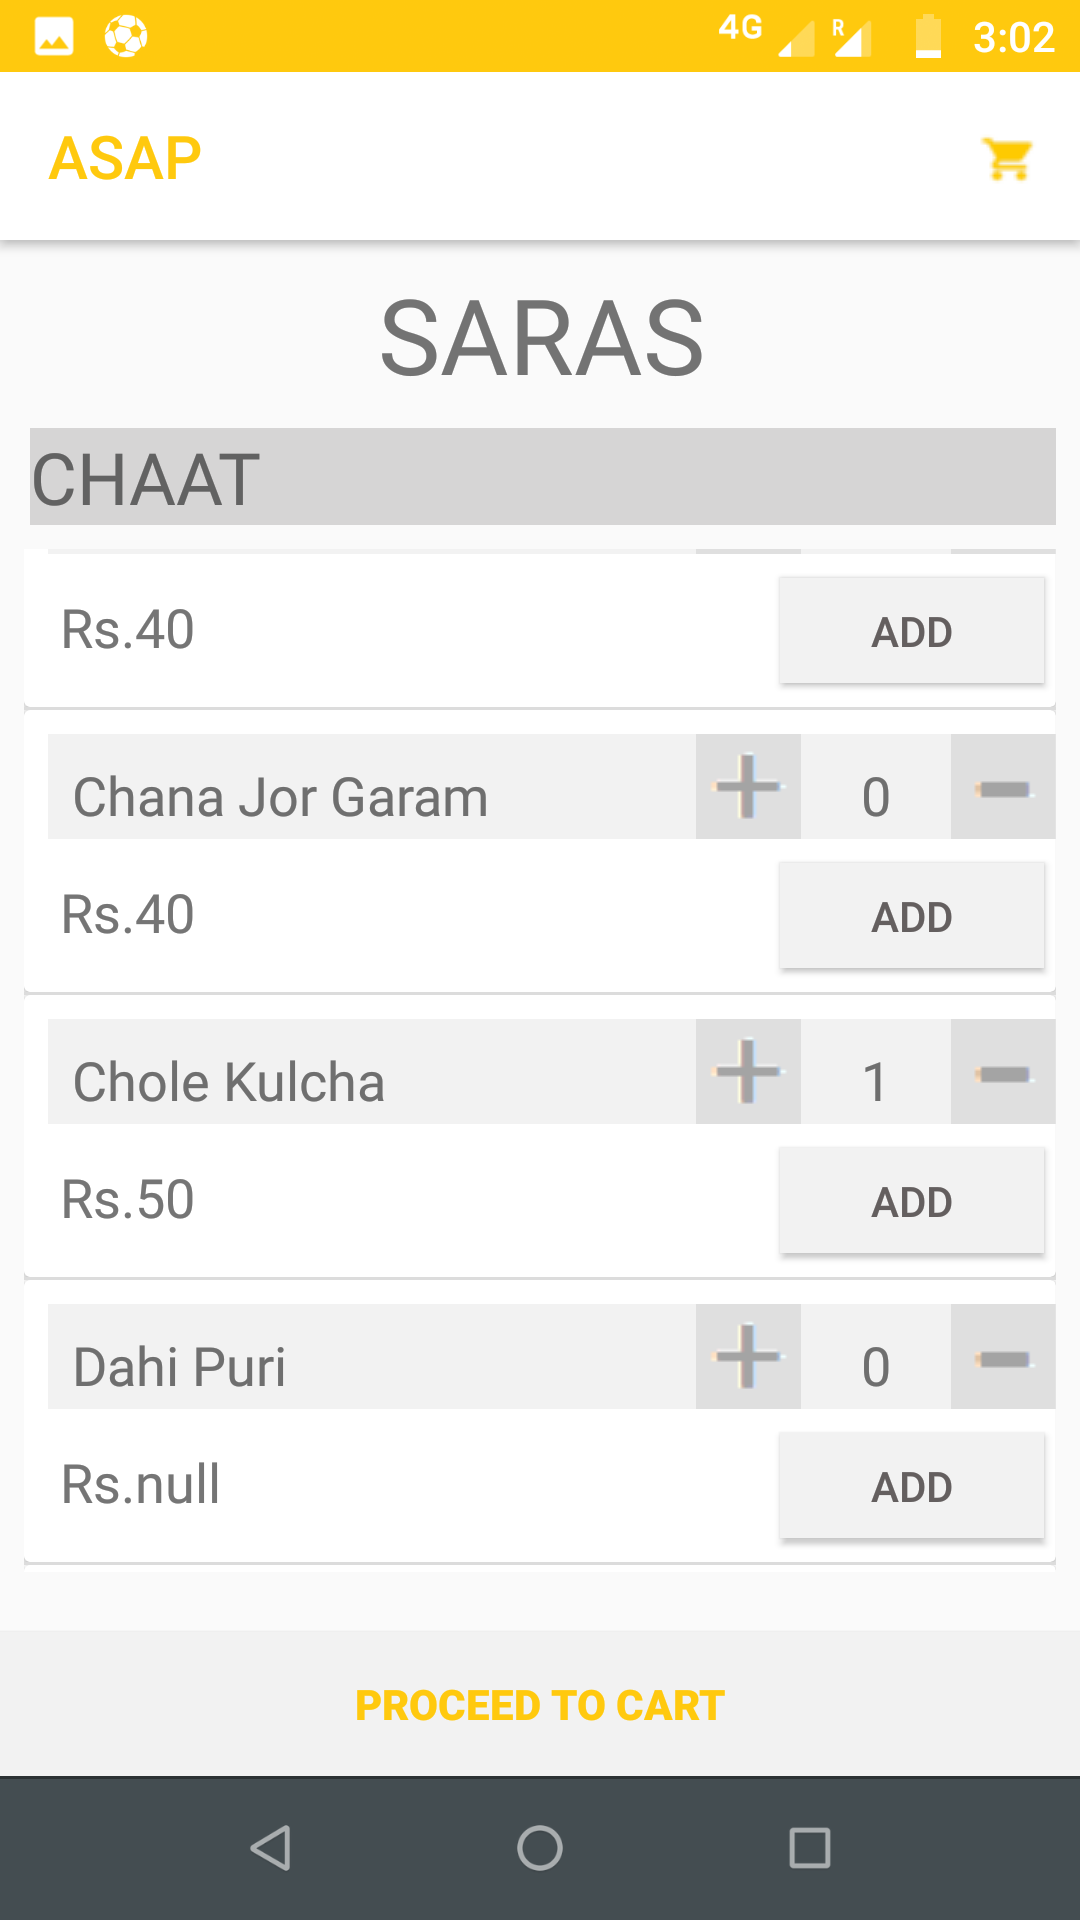 4G R 3:02
ASAP
SARAS
CHAAT
Rs.40 ADD
Chana Jor Garam + 0 −
Rs.40 ADD
Chole Kulcha + 1 −
Rs.50 ADD
Dahi Puri + 0 −
Rs.null ADD
PROCEED TO CART